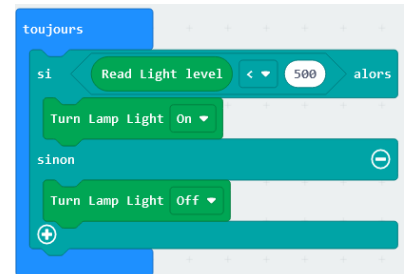 toujours
si Read Light level < 500 alors
Turn Lamp Light On
sinon
Turn Lamp Light Off